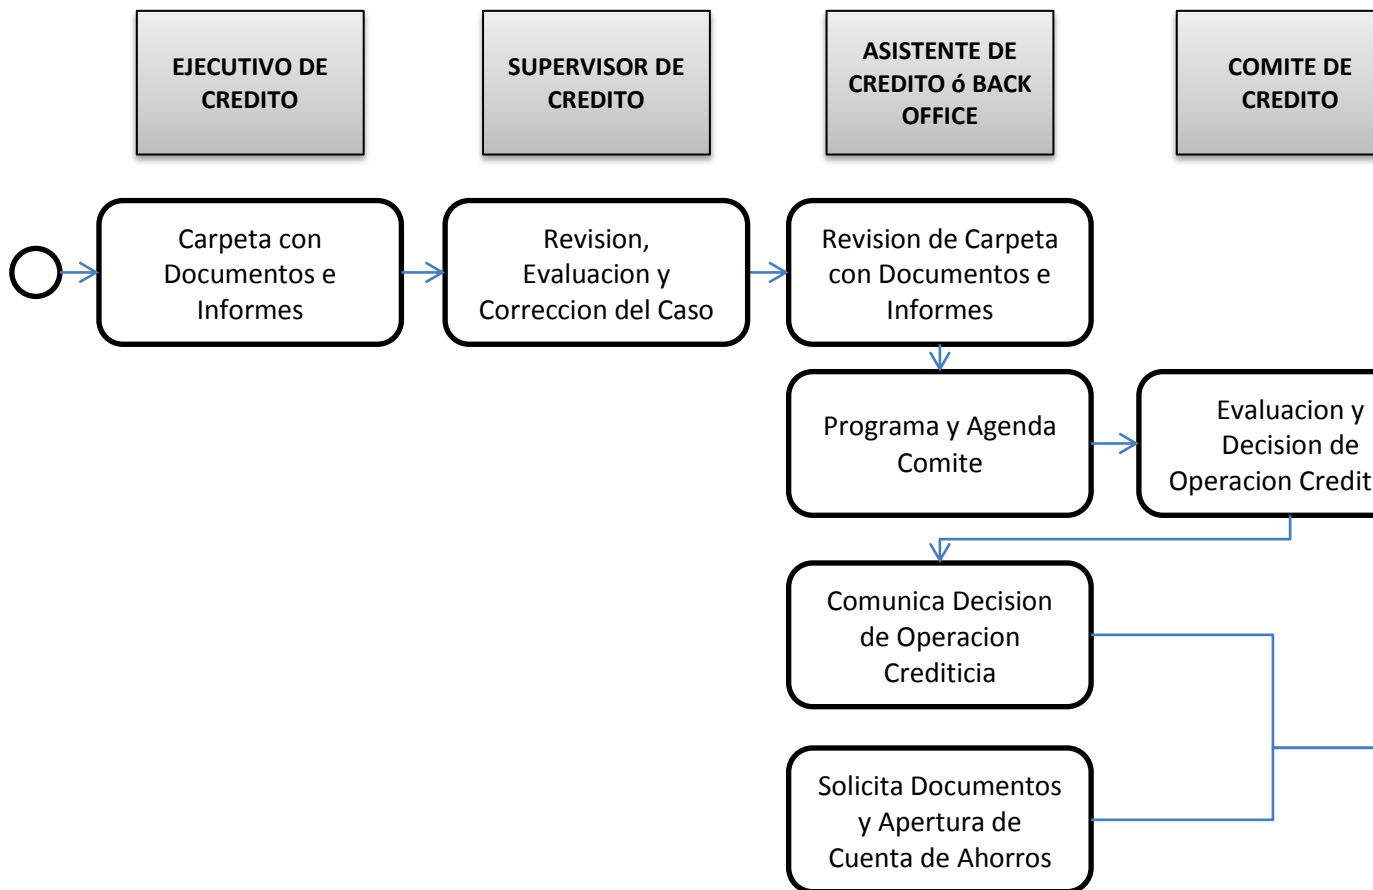 EJECUTIVO DE
CREDITO
SUPERVISOR DE
CREDITO
ASISTENTE DE
CREDITO ó BACK
OFFICE
COMITE DE
CREDITO
Carpeta con
Documentos e
Informes
Revision,
Evaluacion y
Correccion del Caso
Revision de Carpeta
con Documentos e
Informes
Programa y Agenda
Comite
Evaluacion y
Decision de
Operacion
Comunica Decision
de Operacion
Crediticia
Solicita Documentos
y Apertura de
Cuenta de Ahorros